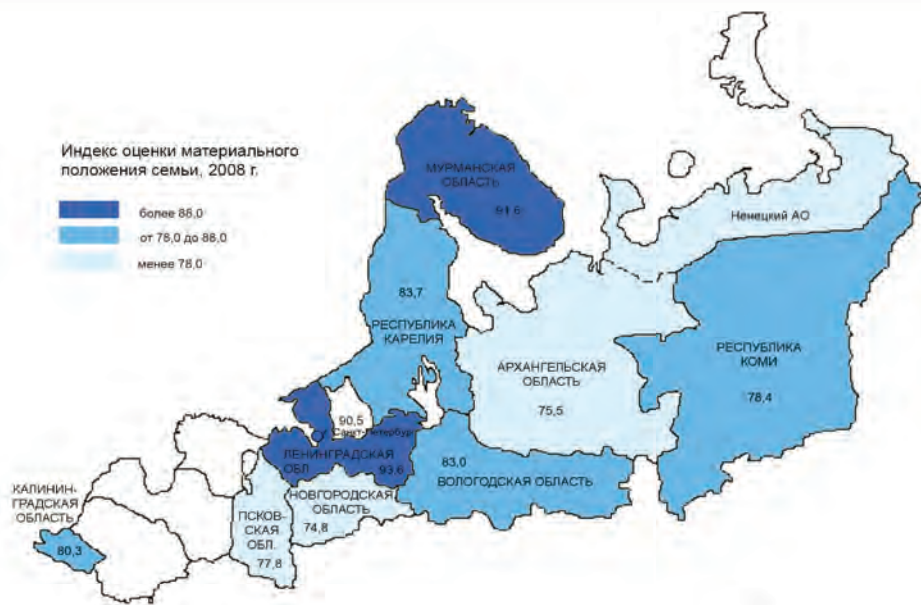 Индекс оценки материального
положения семьи, 2008 г.
более 88,0
от 78,0 до 88,0
менее 78,0
МУРМАНСКАЯ
ОБЛАСТЬ
91,6
Ненецкий АО
83,7
РЕСПУБЛИКА
КАРЕЛИЯ
АРХАНГЕЛЬСКАЯ
ОБЛАСТЬ
75,5
РЕСПУБЛИКА
КОМИ
78,4
90,5
Санкт-Петербург
ЛЕНИНГРАДСКАЯ
ОБЛ
93,6
83,0
ВОЛОГОДСКАЯ ОБЛАСТЬ
НОВГОРОДСКАЯ
ОБЛАСТЬ
74,8
ПСКОВ-
СКАЯ
ОБЛ.
77,8
КАЛИНИН-
ГРАДСКАЯ
ОБЛАСТЬ
80,3